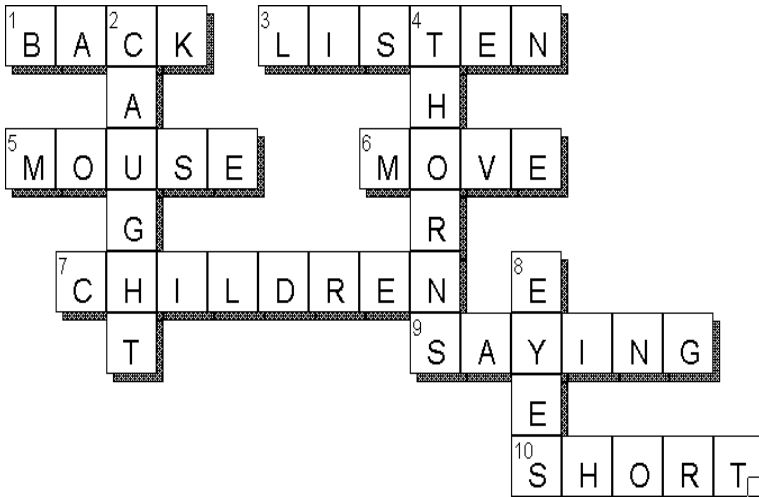 1 BACK 3 LISTEN
2 CAUGHT
4 THORNS
5 MOUSE 6 MOVE
7 CHILDREN
8 EYES
9 SAYING
10 SHORT